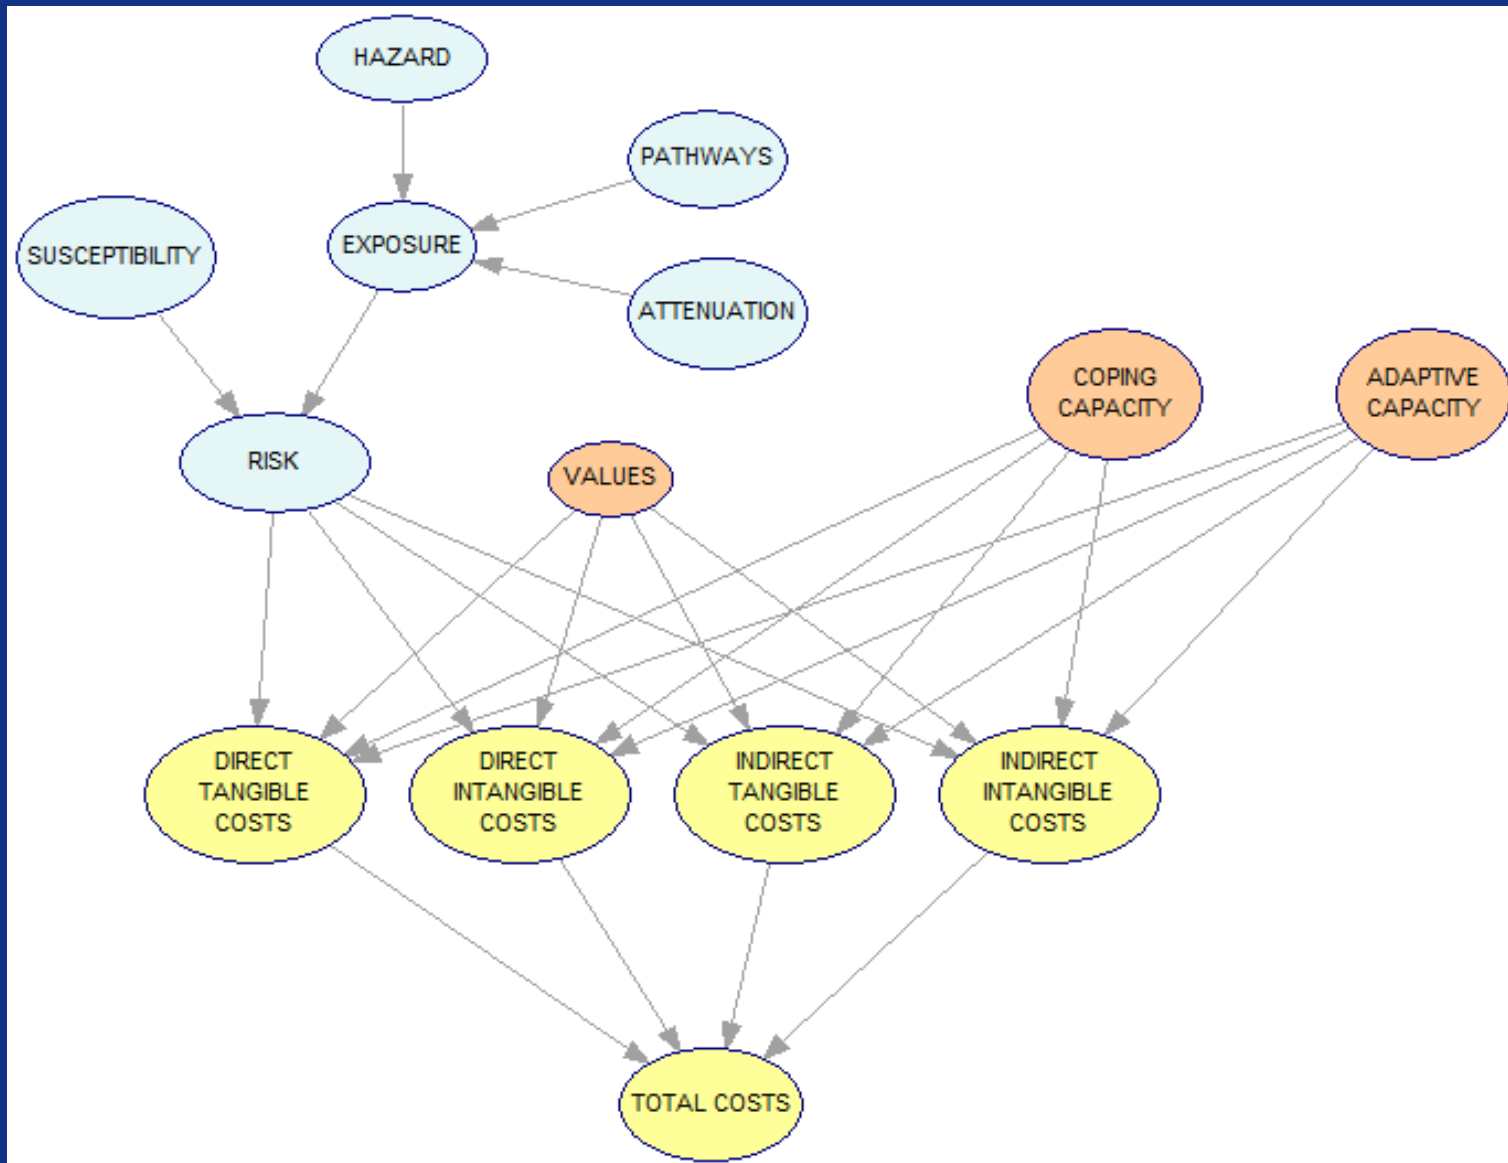 HAZARD
PATHWAYS
SUSCEPTIBILITY
EXPOSURE
ATTENUATION
COPING
CAPACITY
ADAPTIVE
CAPACITY
RISK
VALUES
DIRECT
TANGIBLE
COSTS
DIRECT
INTANGIBLE
COSTS
INDIRECT
TANGIBLE
COSTS
INDIRECT
INTANGIBLE
COSTS
TOTAL COSTS